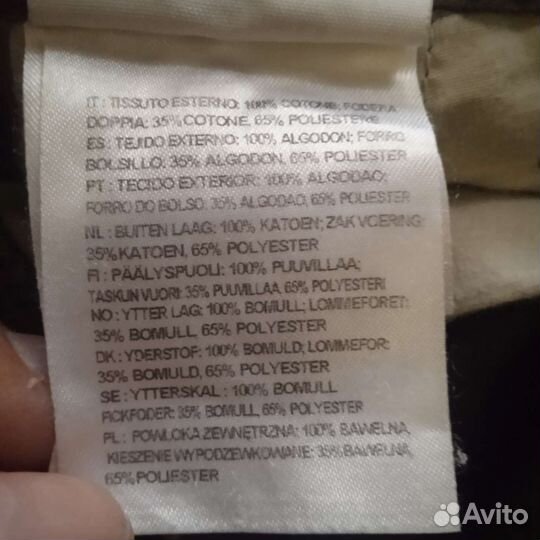 IT : TISSUTO ESTERNO: 100% COTONE; FODERA
DOPPIA: 35% COTONE, 65% POLIESTERE
ES : TEJIDO EXTERNO: 100% ALGODON; FORRO
BOLSILLO: 35% ALGODON, 65% POLIESTER
PT : TECIDO EXTERIOR: 100% ALGODAO;
FORRO DO BOLSO: 35% ALGODAO, 65% POLIESTER
NL : BUITEN LAAG: 100% KATOEN; ZAK VOERING:
35% KATOEN, 65% POLYESTER
FI : PÄÄLYSPUOLI: 100% PUUVILLAA;
TASKUN VUORI: 35% PUUVILLAA, 65% POLYESTERI
NO : YTTER LAG: 100% BOMULL; LOMMEFORET:
35% BOMULL, 65% POLYESTER
DK : YDERSTOF: 100% BOMULD; LOMMEFOR:
35% BOMULD, 65% POLYESTER
SE : YTTERSKAL : 100% BOMULL
FICKFODER: 35% BOMULL, 65% POLYESTER
PL : POWLOKA ZEWNĘTRZNA: 100% BAWELNA,
KIESZENIE WYPODZEWKOWANE: 35% BAWELNA,
65% POLYESTER
Avito